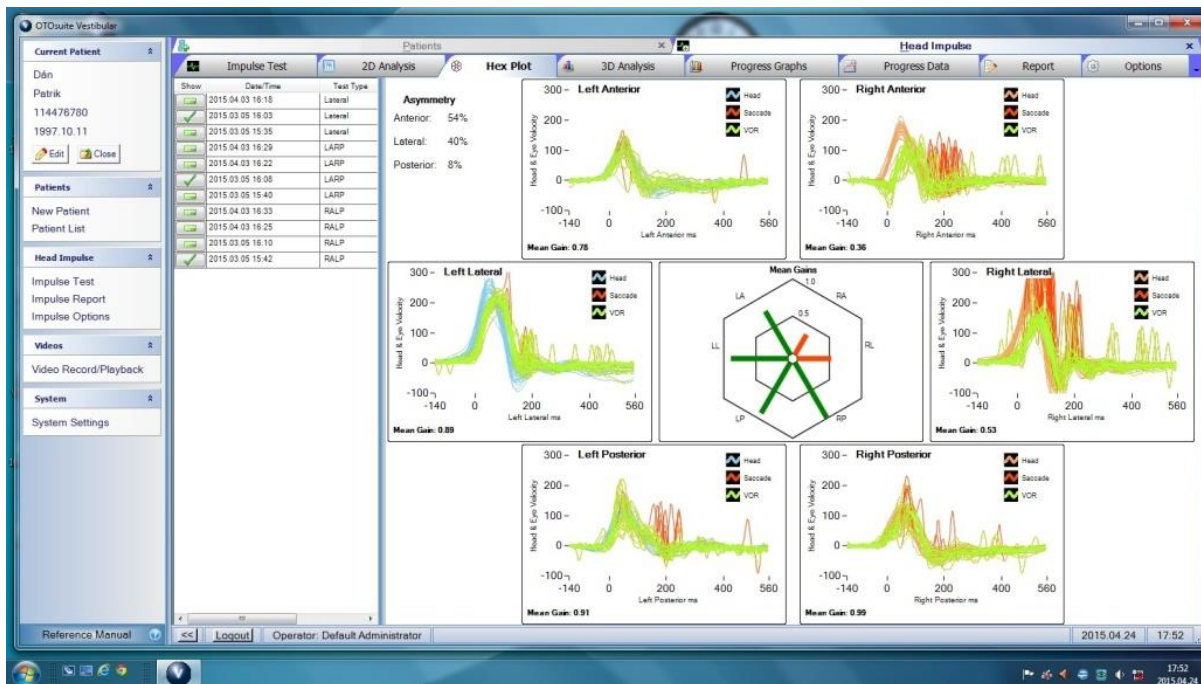 OTOsuite Vestibular
Current Patient
Dán
Patrik
114476780
1997.10.11
Edit Close
Patients
New Patient
Patient List
Head Impulse
Impulse Test
Impulse Report
Impulse Options
Videos
Video Record/Playback
System
System Settings
Reference Manual
Patients
Head Impulse
Impulse Test 2D Analysis Hex Plot 3D Analysis Progress Graphs Progress Data Report Options
Show Date/Time Test Type
2015.04.03 16:18 Lateral
2015.03.05 16:03 Lateral
2015.03.05 15:35 Lateral
2015.04.03 16:29 LARP
2015.04.03 16:22 LARP
2015.03.05 16:08 LARP
2015.03.05 15:40 LARP
2015.04.03 16:33 RALP
2015.04.03 16:25 RALP
2015.03.05 16:10 RALP
2015.03.05 15:42 RALP
Asymmetry
Anterior: 54%
Lateral: 40%
Posterior: 8%
Left Anterior
Head
Saccade
VOR
Head & Eye Velocity
300
200
100
0
-100
-140 0 200 400 560
Left Anterior ms
Mean Gain: 0.78
Right Anterior
Head
Saccade
VOR
Head & Eye Velocity
300
200
100
0
-100
-140 0 200 400 560
Right Anterior ms
Mean Gain: 0.36
Left Lateral
Head
Saccade
VOR
Head & Eye Velocity
300
200
100
0
-100
-140 0 200 400 560
Left Lateral ms
Mean Gain: 0.89
Mean Gains
1.0
LA RA
0.5
LL RL
LP RP
Right Lateral
Head
Saccade
VOR
Head & Eye Velocity
300
200
100
0
-100
-140 0 200 400 560
Right Lateral ms
Mean Gain: 0.53
Left Posterior
Head
Saccade
VOR
Head & Eye Velocity
300
200
100
0
-100
-140 0 200 400 560
Left Posterior ms
Mean Gain: 0.91
Right Posterior
Head
Saccade
VOR
Head & Eye Velocity
300
200
100
0
-100
-140 0 200 400 560
Right Posterior ms
Mean Gain: 0.99
<< Logout Operator: Default Administrator 2015.04.24 17:52
17:52
2015.04.24